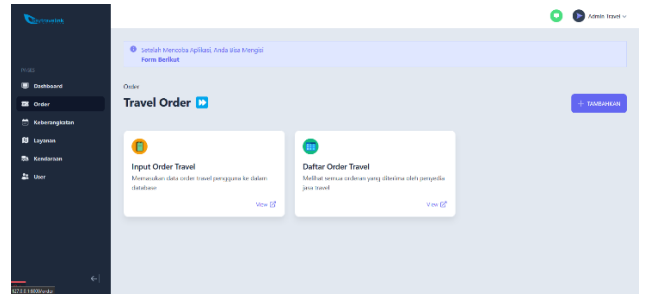 Admin Travel
Setelah Mencoba Aplikasi, Anda Bisa Mengisi
Form Berikut
PAGES
Dashboard
Order
Order
Travel Order
TAMBAHKAN
Keberangkatan
Layanan
Kendaraan
User
Input Order Travel
Memasukan data order travel pengguna ke dalam
database
View
Daftar Order Travel
Melihat semua orderan yang diterima oleh penyedia
jasa travel
View